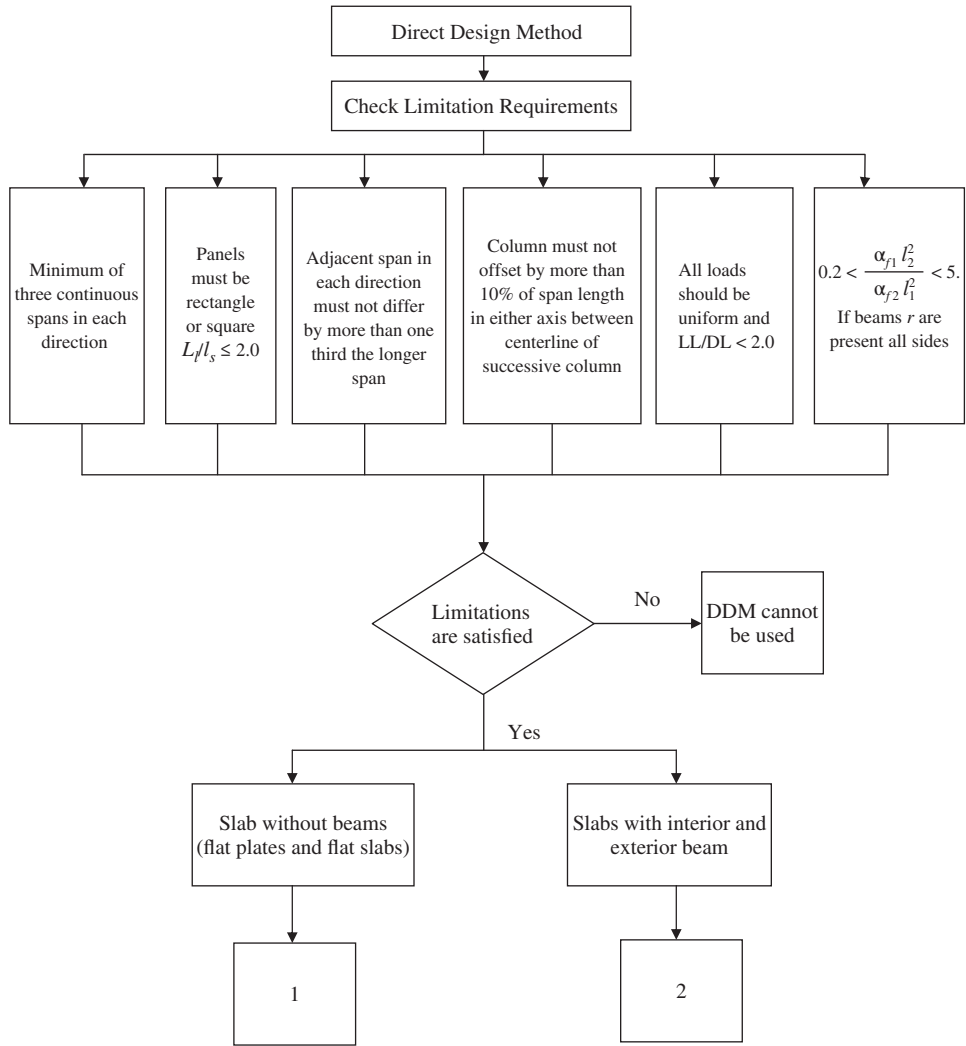 Direct Design Method
Check Limitation Requirements
Minimum of
three continuous
spans in each
direction
Panels
must be
rectangle
or square
L_l/l_s ≤ 2.0
Adjacent span in
each direction
must not differ
by more than one
third the longer
span
Column must not
offset by more than
10% of span length
in either axis between
centerline of
successive column
All loads
should be
uniform and
LL/DL < 2.0
0.2 < α_{f1} l_2^2 / α_{f2} l_1^2 < 5.
If beams r are
present all sides
Limitations
are satisfied
No
DDM cannot
be used
Yes
Slab without beams
(flat plates and flat slabs)
Slabs with interior and
exterior beam
1
2